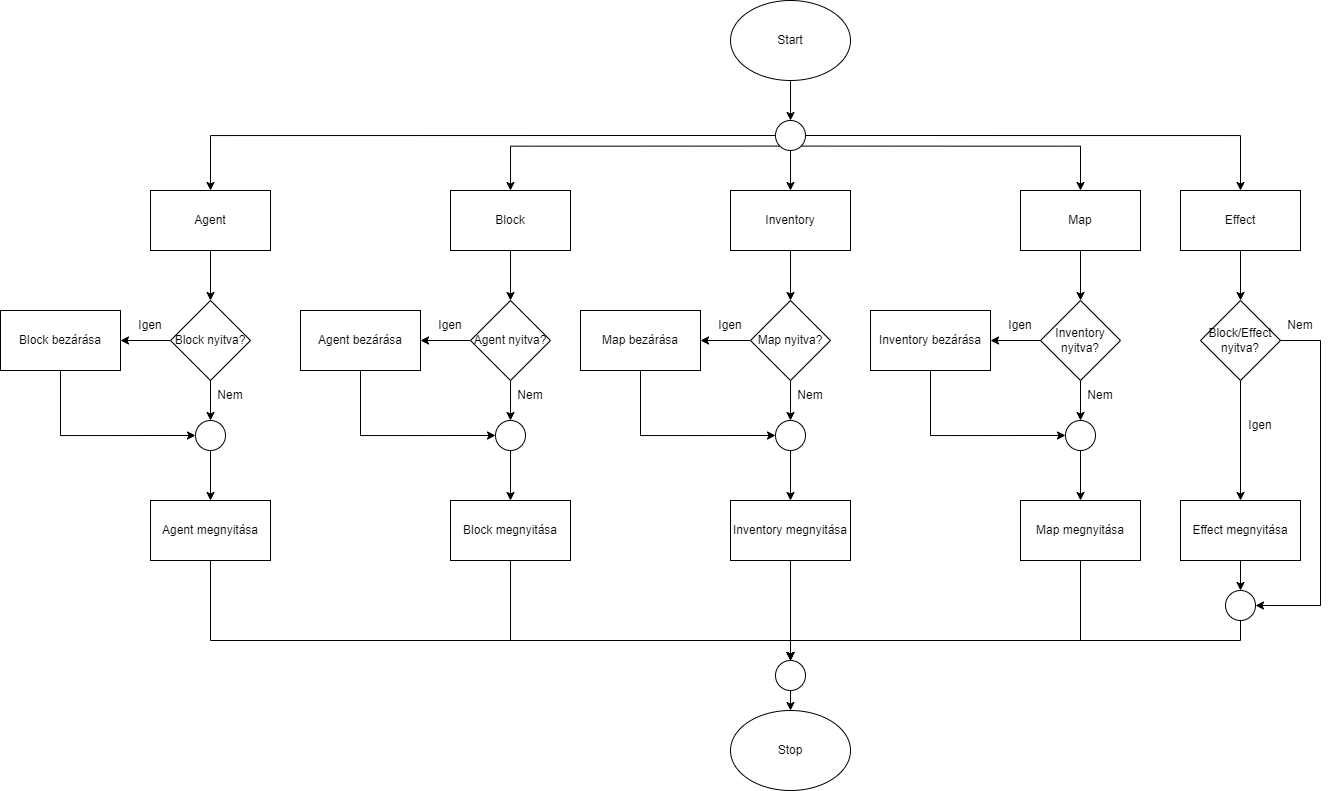 Start
Agent
Block
Inventory
Map
Effect
Block bezárása
Igen
Block nyitva?
Nem
Agent bezárása
Igen
Agent nyitva?
Nem
Map bezárása
Igen
Map nyitva?
Nem
Inventory bezárása
Igen
Inventory
nyitva?
Nem
Block/Effect
nyitva?
Nem
Igen
Agent megnyitása
Block megnyitása
Inventory megnyitása
Map megnyitása
Effect megnyitása
Stop